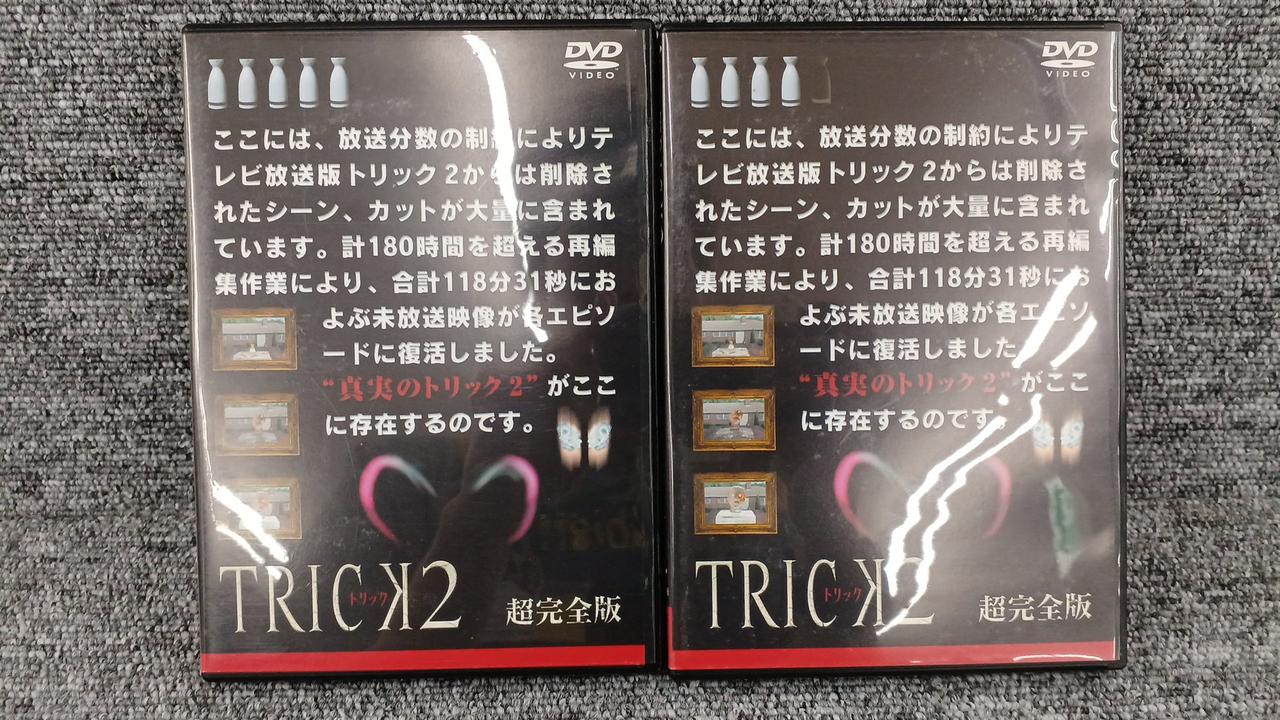 DVD
VIDEO
ここには、放送分数の制約によりテ
レビ放送版トリック2からは削除さ
れたシーン、カットが大量に含まれ
ています。計180時間を超える再編
集作業により、合計118分31秒にお
よぶ未放送映像が各エピソ
ードに復活しました。
“真実のトリック2”がここ
に存在するのです。
TRICK2
トリック
超完全版
DVD
VIDEO
ここには、放送分数の制約によりテ
レビ放送版トリック2からは削除さ
れたシーン、カットが大量に含まれ
ています。計180時間を超える再編
集作業により、合計118分31秒にお
よぶ未放送映像が各エピソ
ードに復活しました
“真実のトリック2”がここ
に存在するのです。
TRICK2
トリック
超完全版